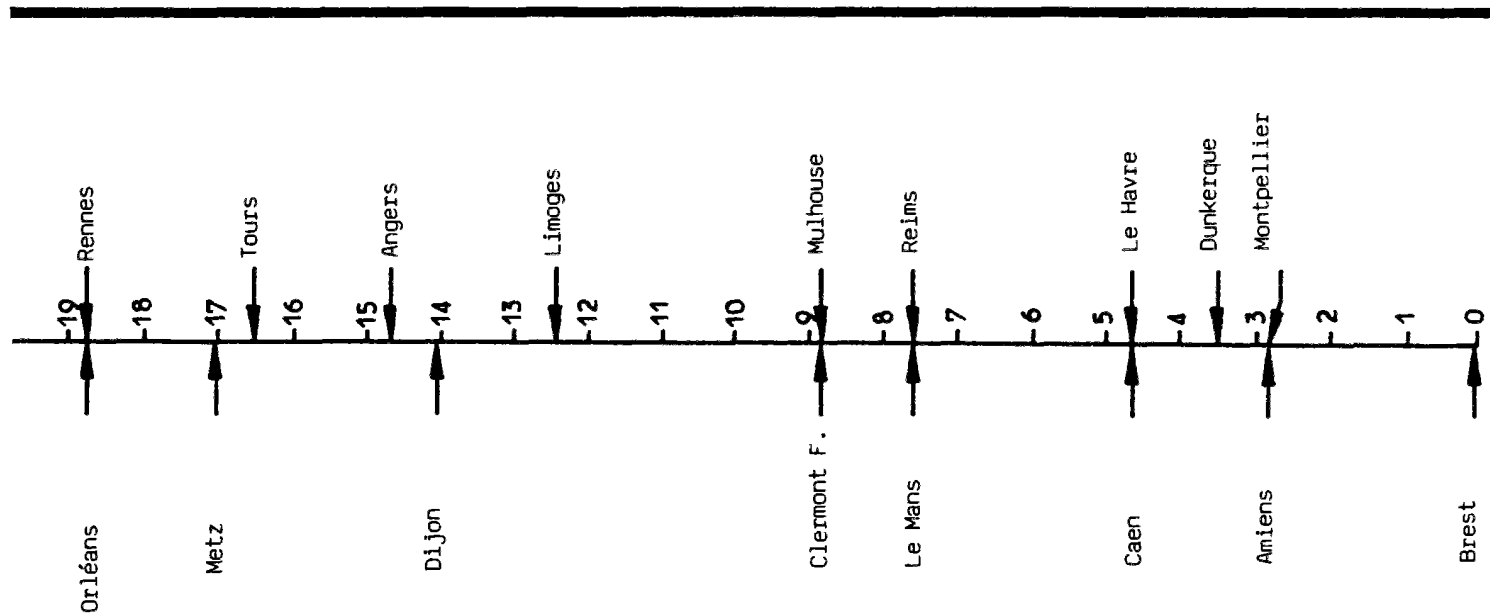 Rennes
Tours
Angers
Limoges
Mulhouse
Reims
Le Havre
Dunkerque
Montpellier
19
18
17
16
15
14
13
12
11
10
9
8
7
6
5
4
3
2
1
0
Orléans
Metz
Dijon
Clermont F.
Le Mans
Caen
Amiens
Brest